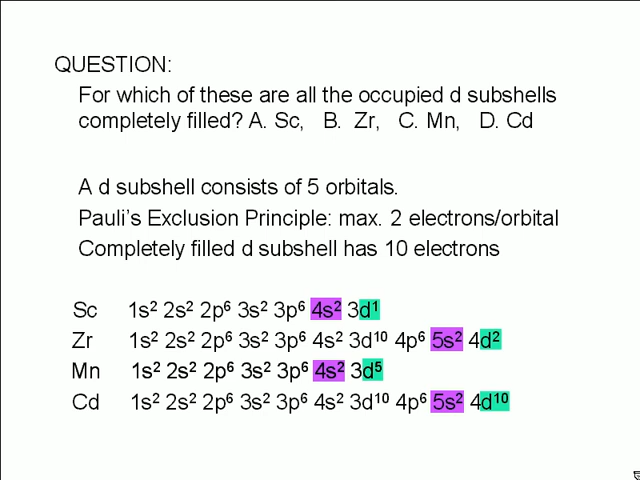 QUESTION:
For which of these are all the occupied d subshells
completely filled? A. Sc, B. Zr, C. Mn, D. Cd
A d subshell consists of 5 orbitals.
Pauli’s Exclusion Principle: max. 2 electrons/orbital
Completely filled d subshell has 10 electrons
Sc 1s² 2s² 2p⁶ 3s² 3p⁶ 4s² 3d¹
Zr 1s² 2s² 2p⁶ 3s² 3p⁶ 4s² 3d¹⁰ 4p⁶ 5s² 4d²
Mn 1s² 2s² 2p⁶ 3s² 3p⁶ 4s² 3d⁵
Cd 1s² 2s² 2p⁶ 3s² 3p⁶ 4s² 3d¹⁰ 4p⁶ 5s² 4d¹⁰